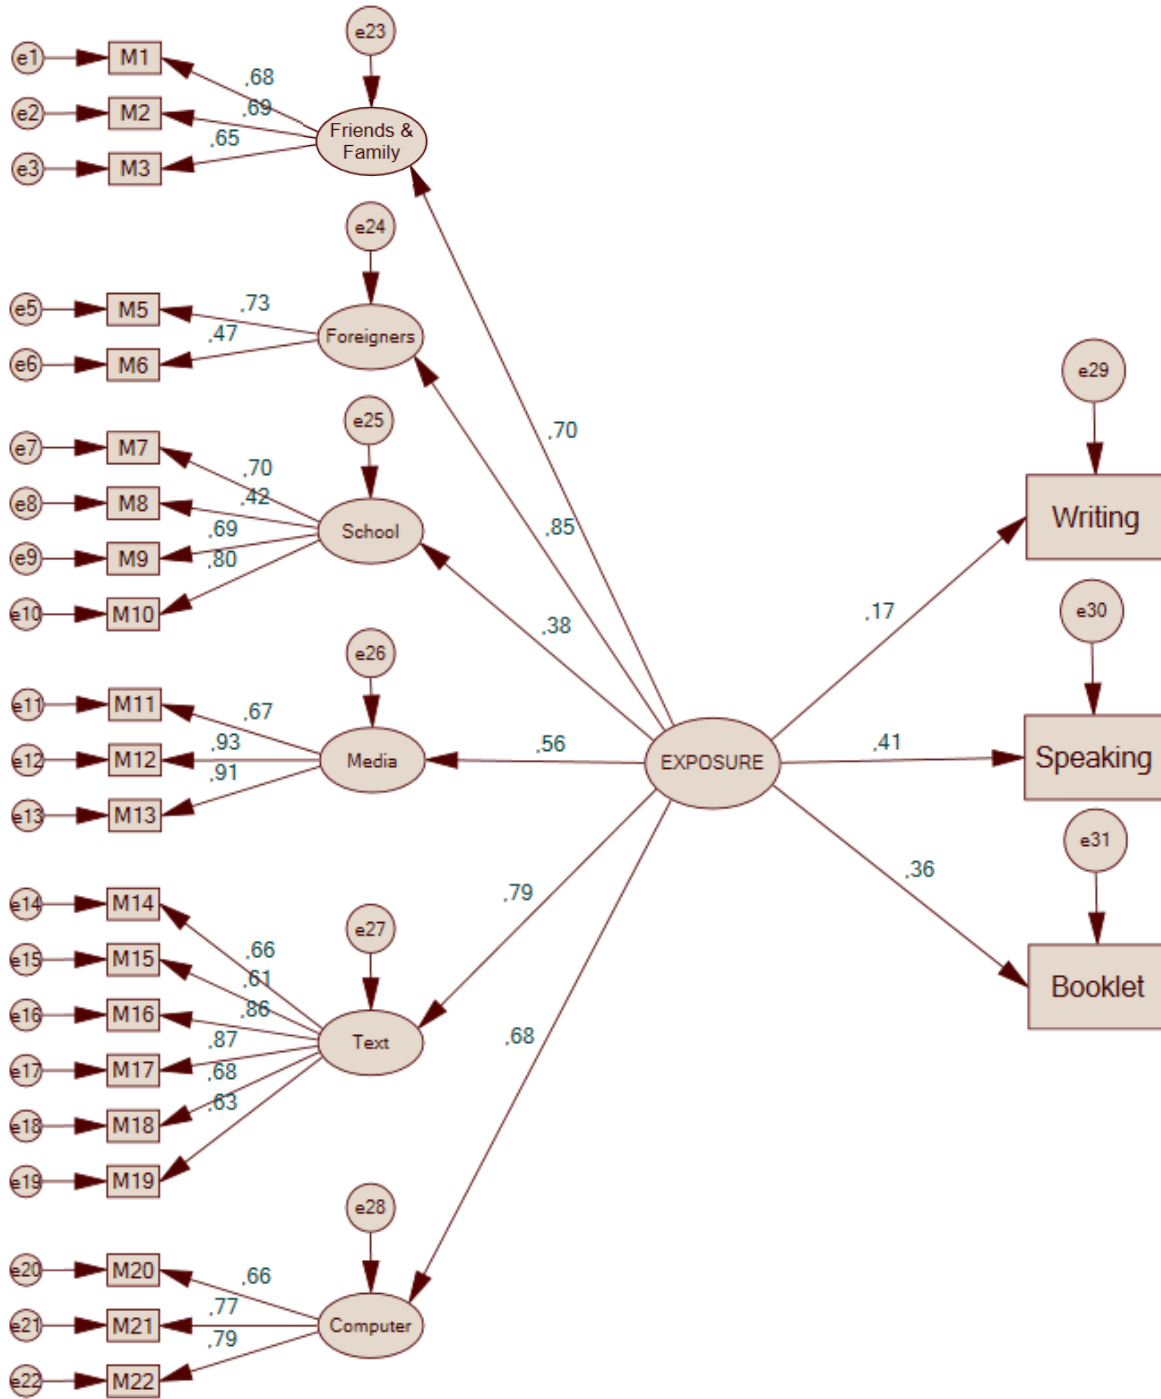 e23
e1 M1
.68
e2 M2
.69
e3 M3
.65
Friends &
Family
e24
e5 M5
.73
e6 M6
.47
Foreigners
e25
e7 M7
.70
e8 M8
.42
e9 M9
.69
e10 M10
.80
School
e26
e11 M11
.67
e12 M12
.93
e13 M13
.91
Media
e14 M14
.66
e15 M15
.61
e16 M16
.86
e17 M17
.87
e18 M18
.68
e19 M19
.63
e27
Text
e28
e20 M20
.66
e21 M21
.77
e22 M22
.79
Computer
.70
.85
.38
.56
.79
.68
EXPOSURE
.17
.41
.36
e29
Writing
e30
Speaking
e31
Booklet